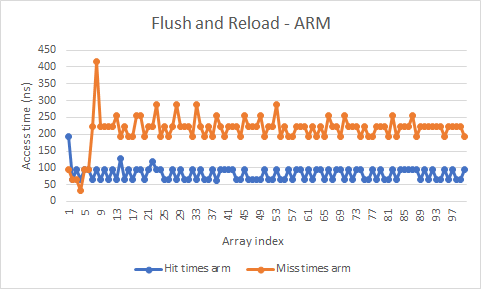 Flush and Reload - ARM
Access time (ns)
450
400
350
300
250
200
150
100
50
0
1 5 9 13 17 21 25 29 33 37 41 45 49 53 57 61 65 69 73 77 81 85 89 93 97
Array index
Hit times arm Miss times arm